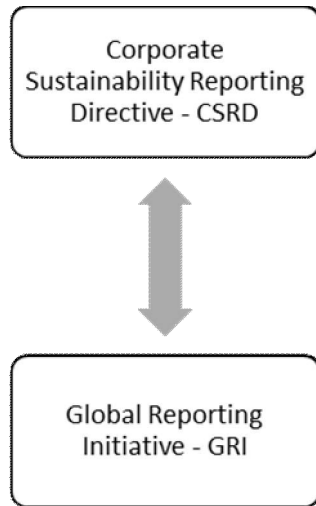 Corporate
Sustainability Reporting
Directive - CSRD
Global Reporting
Initiative - GRI